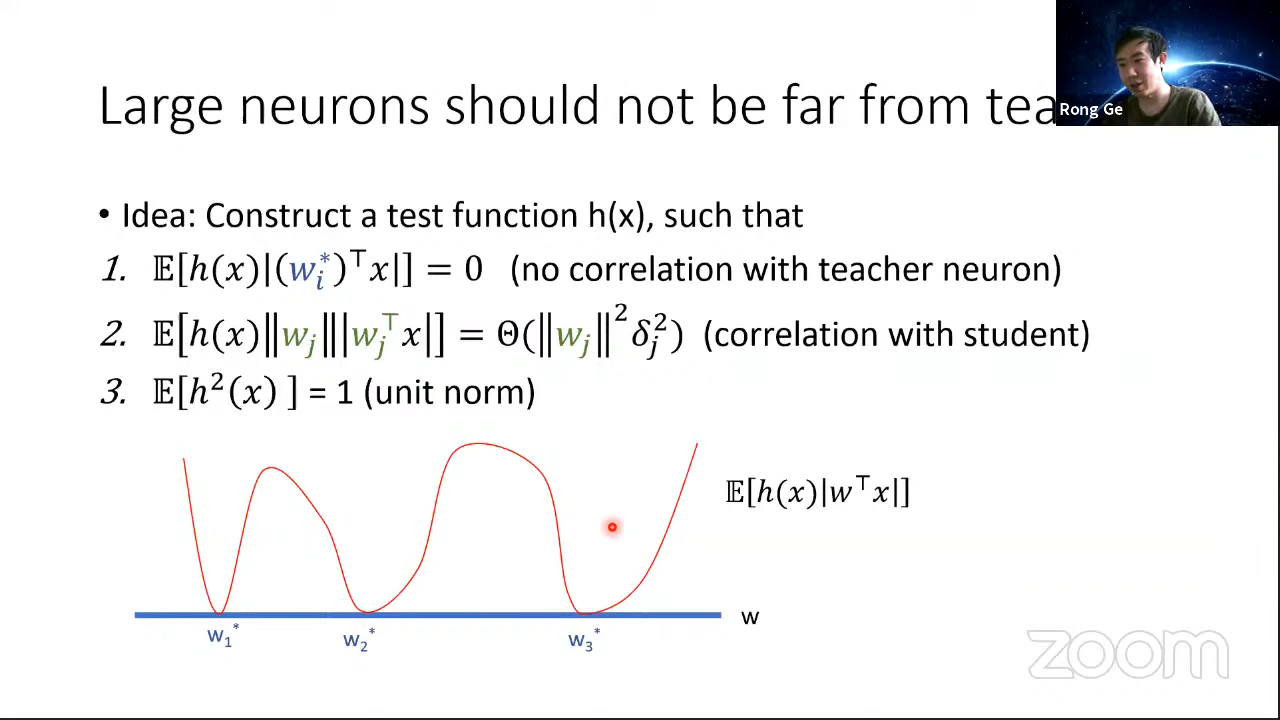 Large neurons should not be far from tea
Rong Ge
• Idea: Construct a test function h(x), such that
1. 𝔼[h(x)|(w_i^*)^⊤x|] = 0 (no correlation with teacher neuron)
2. 𝔼[h(x)‖w_j‖|w_j^⊤x|] = Θ(‖w_j‖^2 δ_j^2) (correlation with student)
3. 𝔼[h^2(x) ] = 1 (unit norm)
𝔼[h(x)|w^⊤x|]
w
w_1^* w_2^* w_3^*
zoom